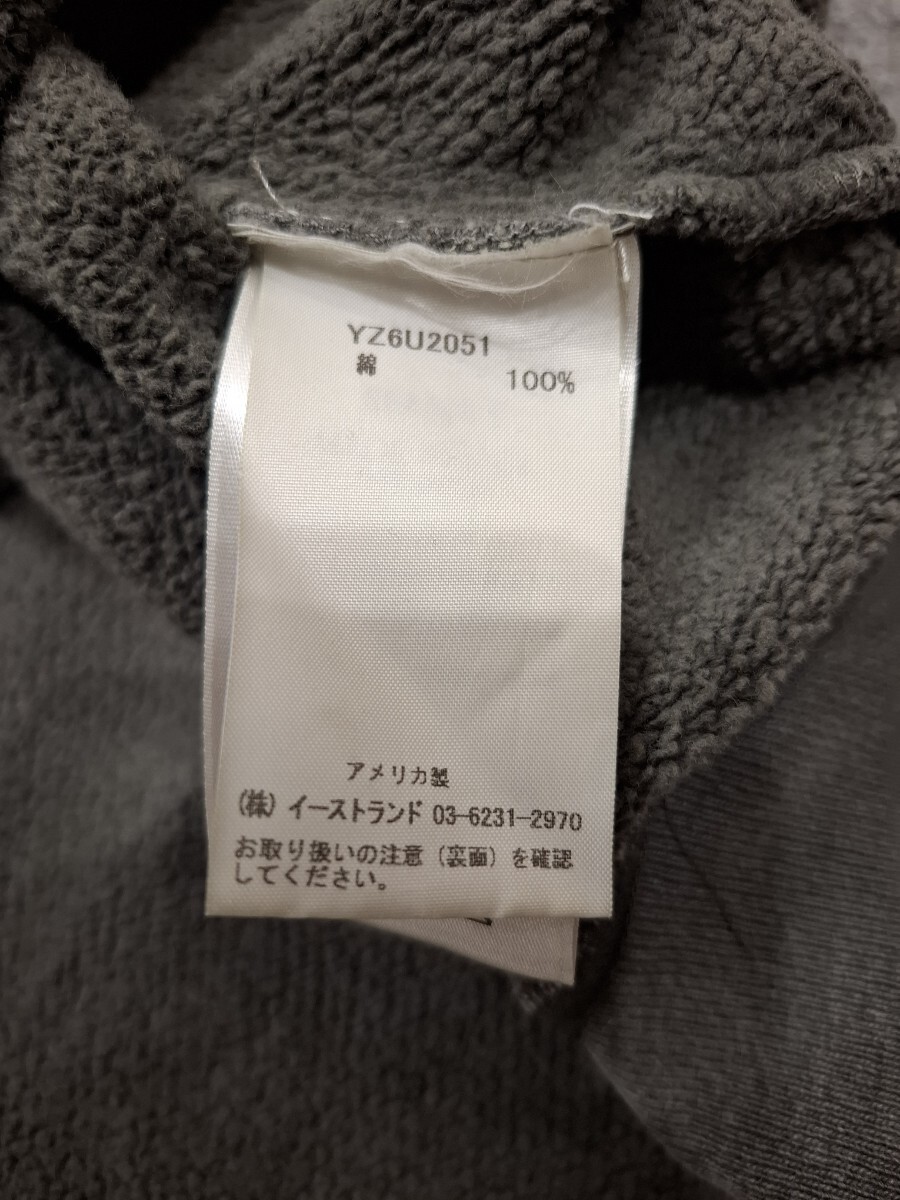 YZ6U2051
綿 100%
アメリカ製
(株) イーストランド 03-6231-2970
お取り扱いの注意（裏面）を確認
してください。